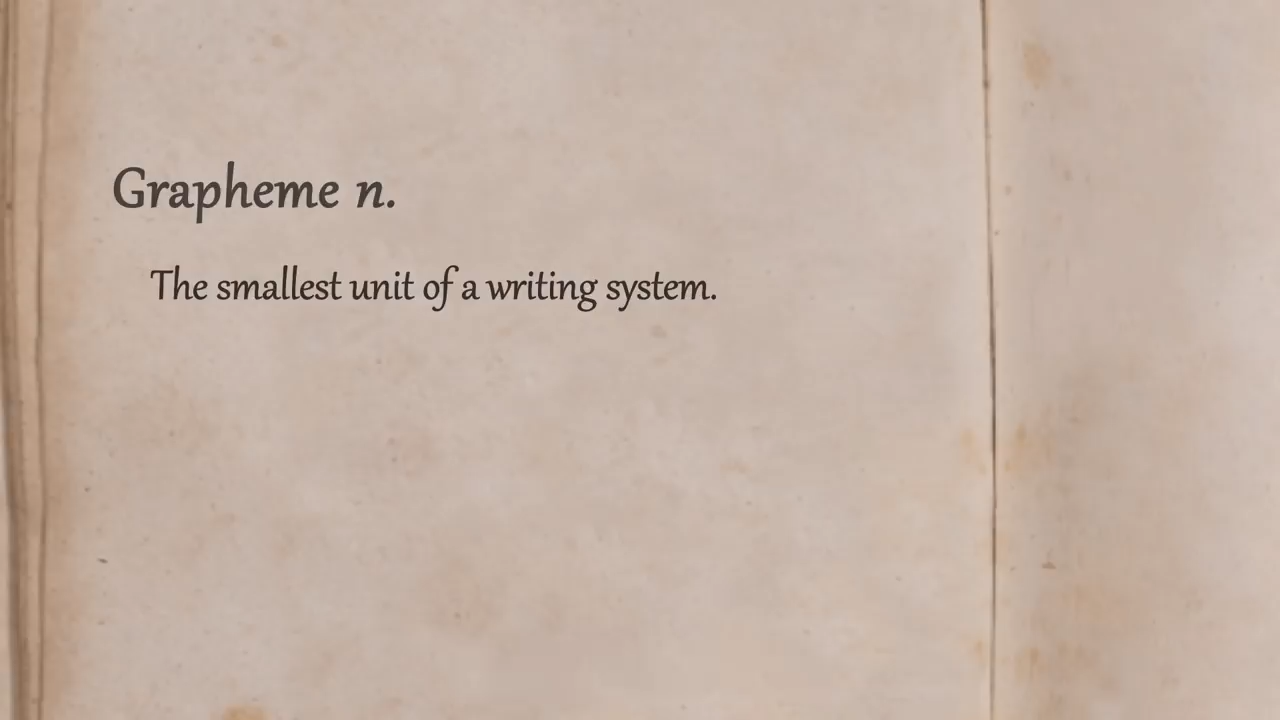 Grapheme n.
The smallest unit of a writing system.